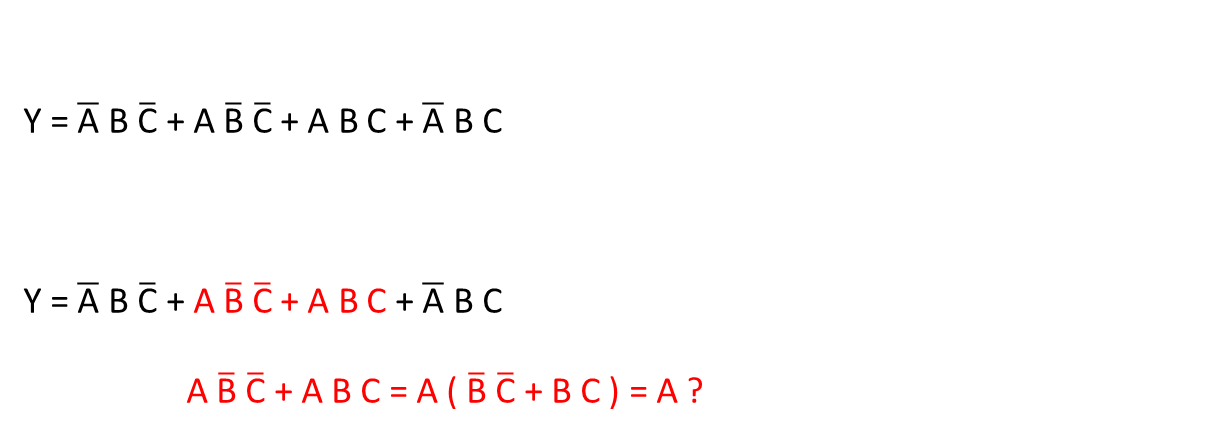 Y = A̅ B C̅ + A B̅ C̅ + A B C + A̅ B C
Y = A̅ B C̅ + A B̅ C̅ + A B C + A̅ B C
A B̅ C̅ + A B C = A ( B̅ C̅ + B C ) = A ?